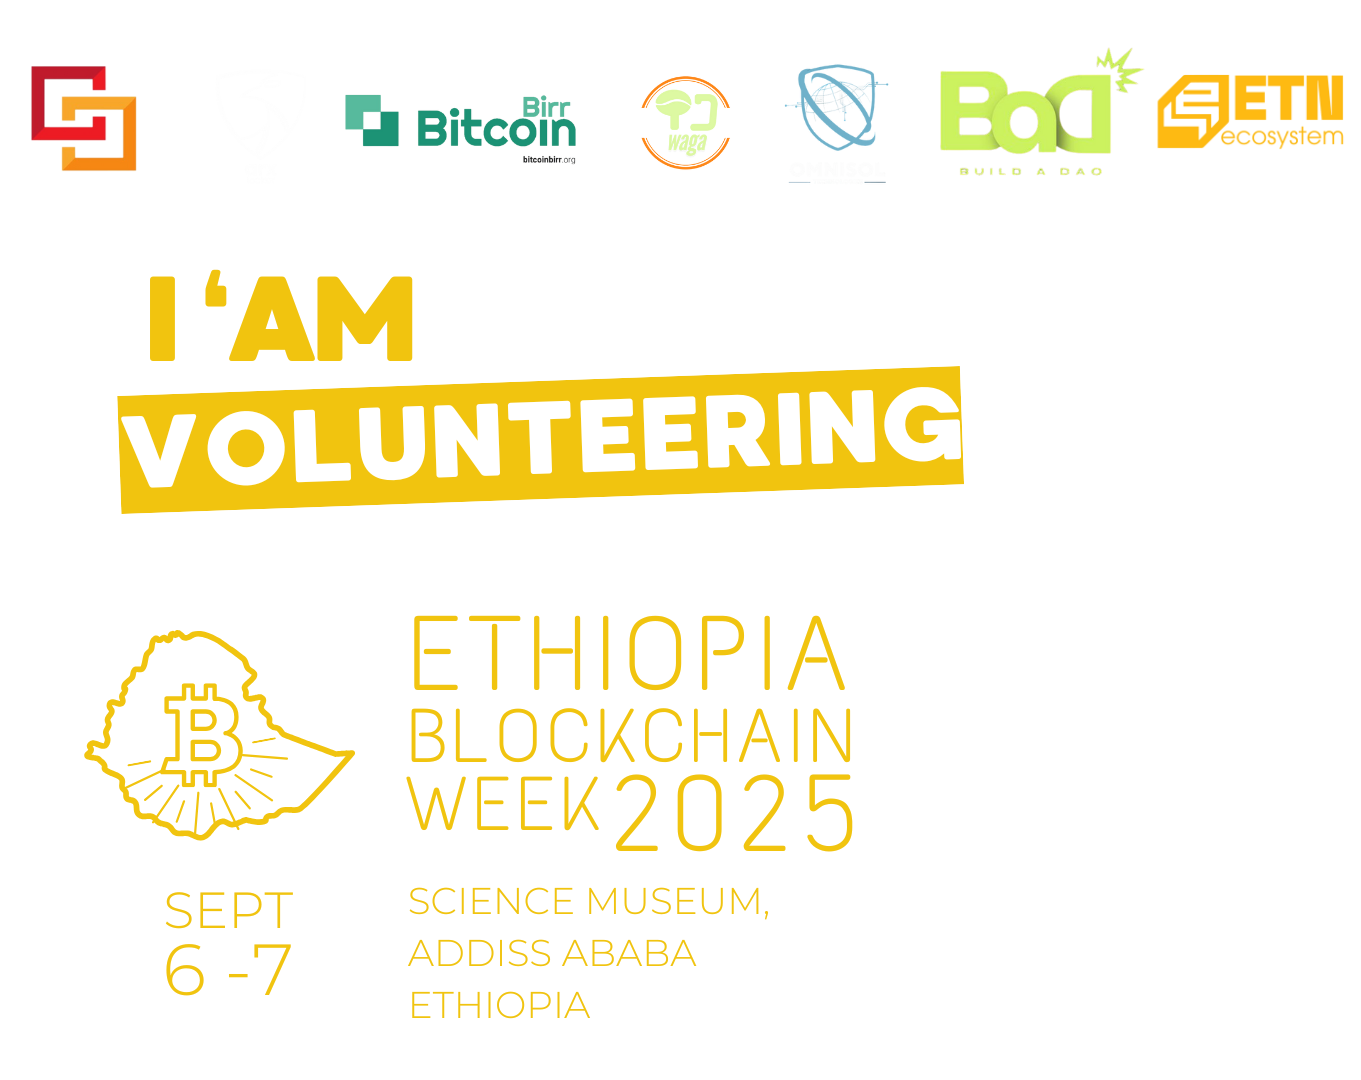 Birr
Bitcoin
bitcoinbirr.org
waga
BaD
BUILD A DAO
ETN
ecosystem
I ‘AM
VOLUNTEERING
ETHIOPIA
BLOCKCHAIN
WEEK 2025
SEPT
6 -7
SCIENCE MUSEUM,
ADDISS ABABA
ETHIOPIA